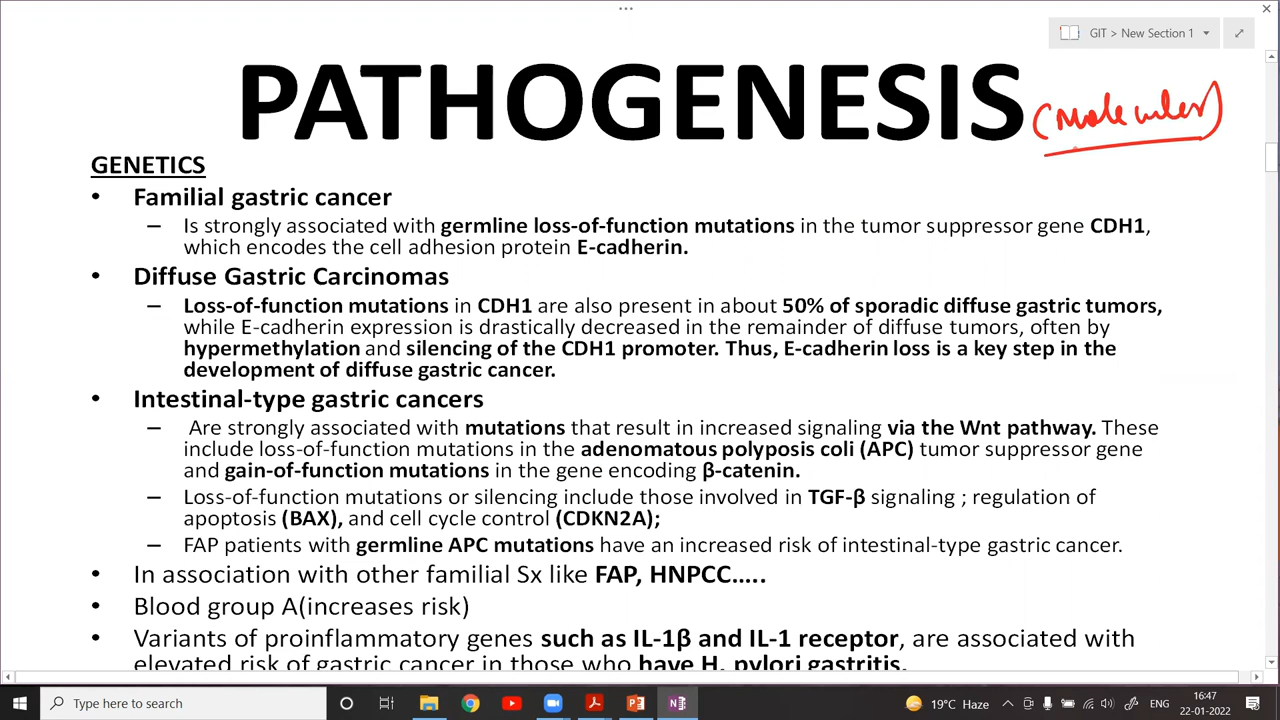 GIT > New Section 1
PATHOGENESIS (Molecular)
GENETICS
• Familial gastric cancer
– Is strongly associated with germline loss-of-function mutations in the tumor suppressor gene CDH1,
which encodes the cell adhesion protein E-cadherin.
• Diffuse Gastric Carcinomas
– Loss-of-function mutations in CDH1 are also present in about 50% of sporadic diffuse gastric tumors,
while E-cadherin expression is drastically decreased in the remainder of diffuse tumors, often by
hypermethylation and silencing of the CDH1 promoter. Thus, E-cadherin loss is a key step in the
development of diffuse gastric cancer.
• Intestinal-type gastric cancers
– Are strongly associated with mutations that result in increased signaling via the Wnt pathway. These
include loss-of-function mutations in the adenomatous polyposis coli (APC) tumor suppressor gene
and gain-of-function mutations in the gene encoding β-catenin.
– Loss-of-function mutations or silencing include those involved in TGF-β signaling ; regulation of
apoptosis (BAX), and cell cycle control (CDKN2A);
– FAP patients with germline APC mutations have an increased risk of intestinal-type gastric cancer.
• In association with other familial Sx like FAP, HNPCC.....
• Blood group A(increases risk)
• Variants of proinflammatory genes such as IL-1β and IL-1 receptor, are associated with
elevated risk of gastric cancer in those who have H. pylori gastritis.
Type here to search
19°C Haze
ENG
16:47
22-01-2022